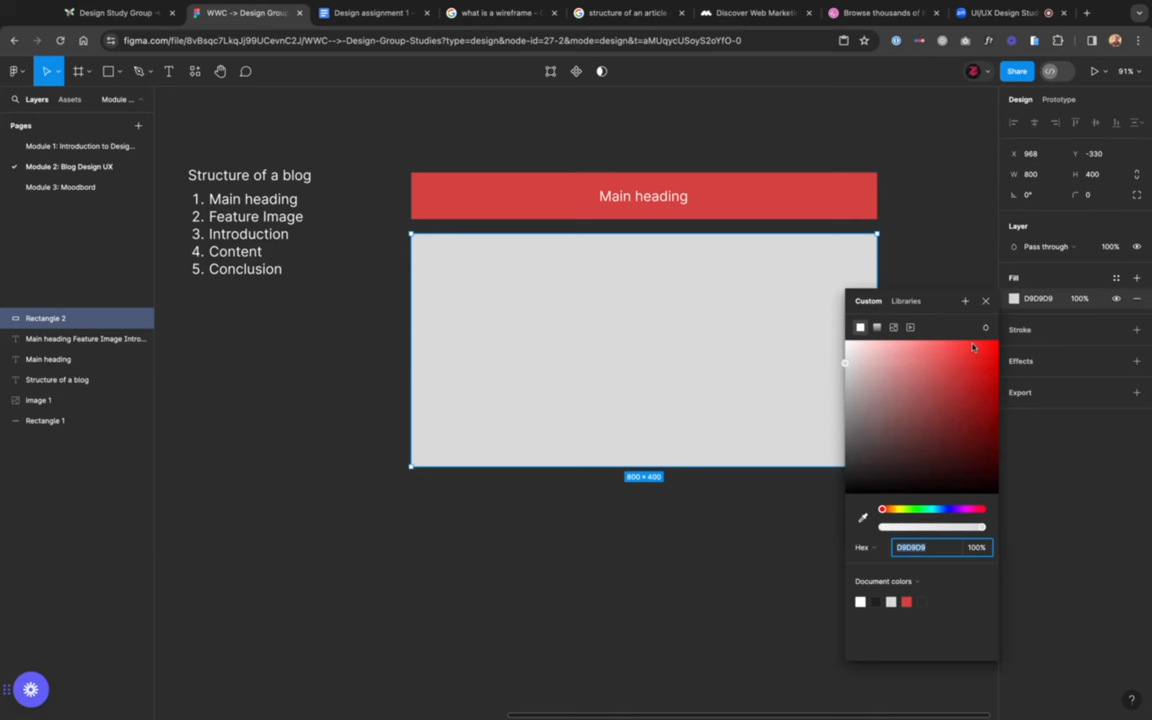 Design Study Group -
WWC -> Design Grou
Design assignment 1 -
what is a wireframe - G
structure of an article
Discover Web Marketi
Browse thousands of
UI/UX Design Stud
figma.com/file/8vBsqc7LkqJj99UCevnC2J/WWC-->-Design-Group-Studies?type=design&node-id=27-2&mode=design&t=aMUqycUSoyS2oYfO-0
Share
91%
Layers
Assets
Module ...
Pages
Module 1: Introduction to Desig...
Module 2: Blog Design UX
Module 3: Moodbord
Rectangle 2
Main heading Feature Image Intro...
Main heading
Structure of a blog
image 1
Rectangle 1
Structure of a blog
1. Main heading
2. Feature Image
3. Introduction
4. Content
5. Conclusion
Main heading
800 × 400
Custom
Libraries
Hex
D9D9D9
100%
Document colors
Design
Prototype
X 968
Y -330
W 800
H 400
0°
0
Layer
Pass through
100%
Fill
D9D9D9
100%
Stroke
Effects
Export
?